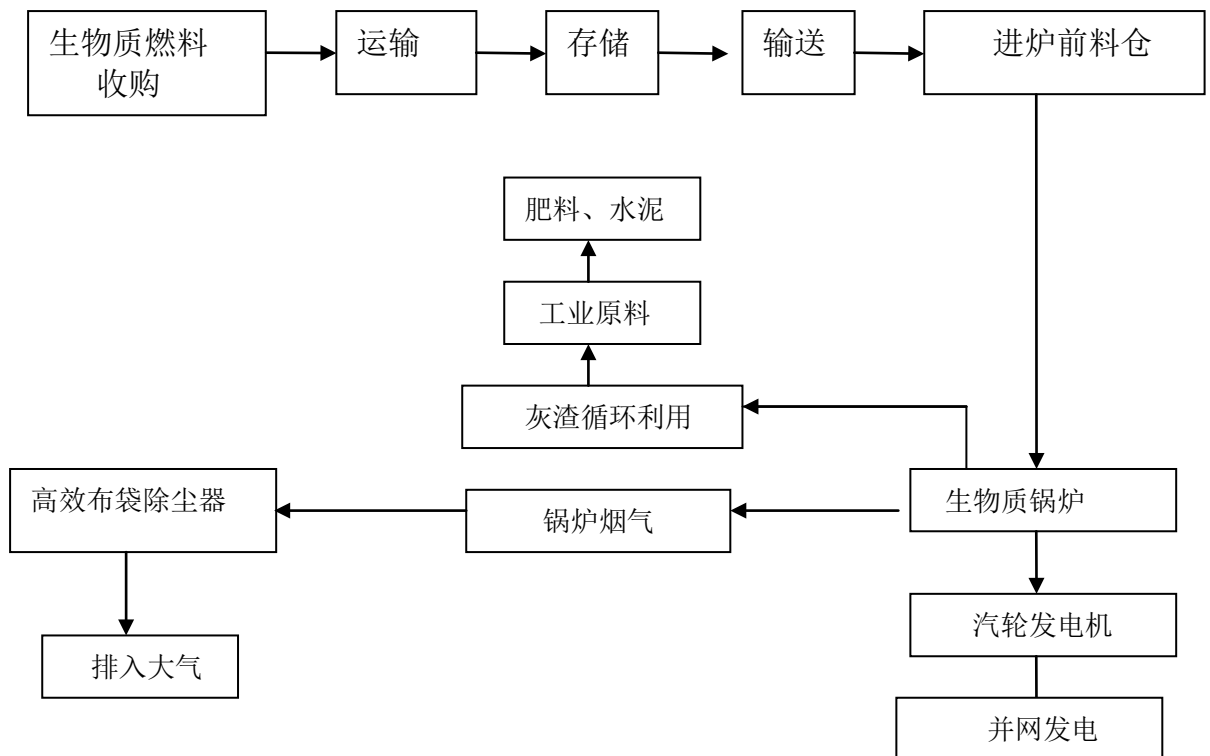 生物质燃料
收购
运输
存储
输送
进炉前料仓
肥料、水泥
工业原料
灰渣循环利用
高效布袋除尘器
锅炉烟气
生物质锅炉
汽轮发电机
排入大气
并网发电